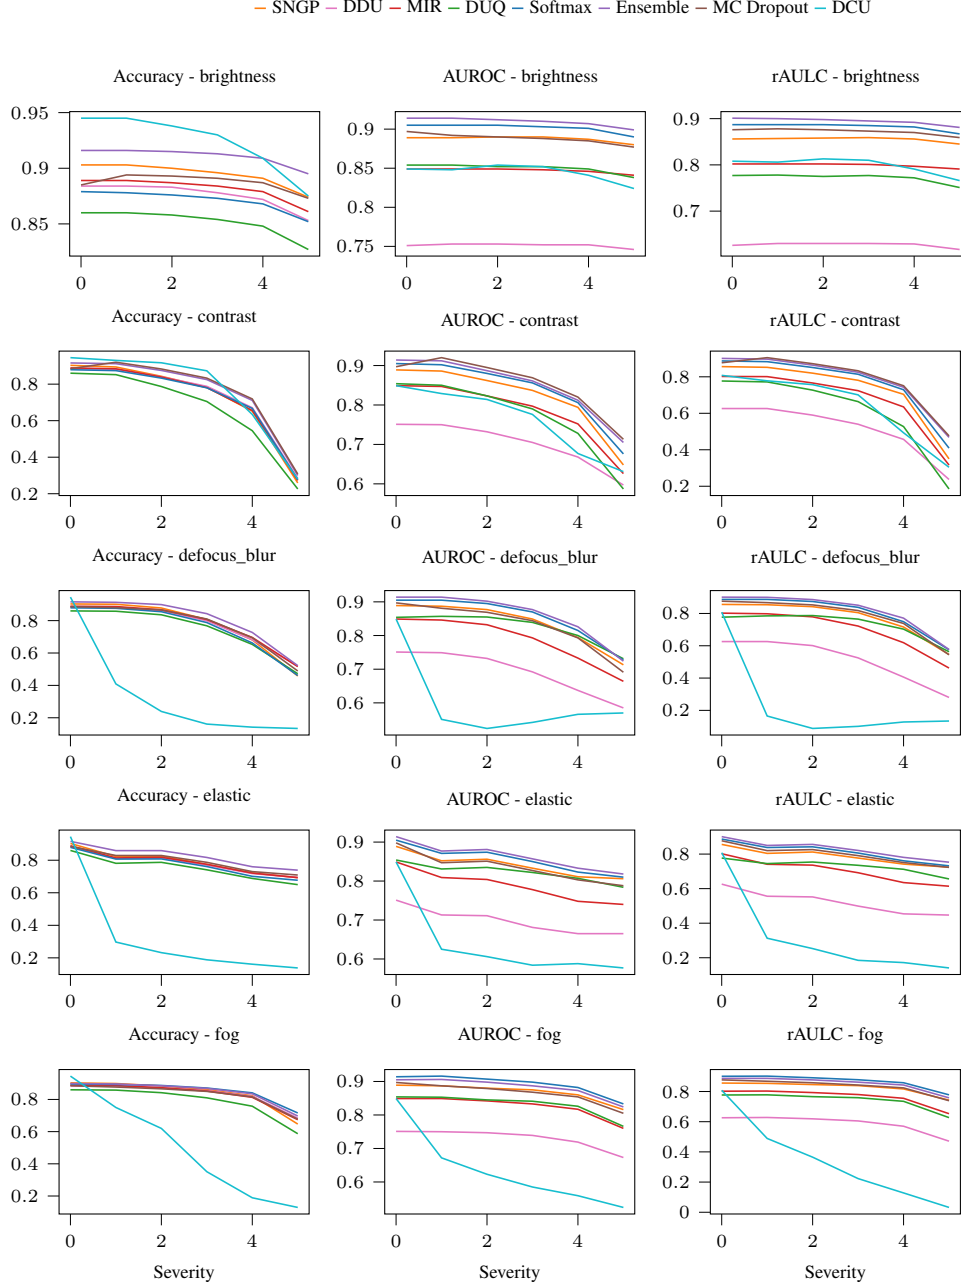 SNGP DDU MIR DUQ Softmax Ensemble MC Dropout DCU
Accuracy - brightness
AUROC - brightness
rAULC - brightness
0.95
0.9
0.85
0 2 4
0.9
0.85
0.8
0.75
0 2 4
0.9
0.8
0.7
0 2 4
Accuracy - contrast
AUROC - contrast
rAULC - contrast
0.8
0.6
0.4
0.2
0 2 4
0.9
0.8
0.7
0.6
0 2 4
0.8
0.6
0.4
0.2
0 2 4
Accuracy - defocus_blur
AUROC - defocus_blur
rAULC - defocus_blur
0.8
0.6
0.4
0.2
0 2 4
0.9
0.8
0.7
0.6
0 2 4
0.8
0.6
0.4
0.2
0 2 4
Accuracy - elastic
AUROC - elastic
rAULC - elastic
0.8
0.6
0.4
0.2
0 2 4
0.9
0.8
0.7
0.6
0 2 4
0.8
0.6
0.4
0.2
0 2 4
Accuracy - fog
AUROC - fog
rAULC - fog
0.8
0.6
0.4
0.2
0 2 4
Severity
0.9
0.8
0.7
0.6
0 2 4
Severity
0.8
0.6
0.4
0.2
0
0 2 4
Severity